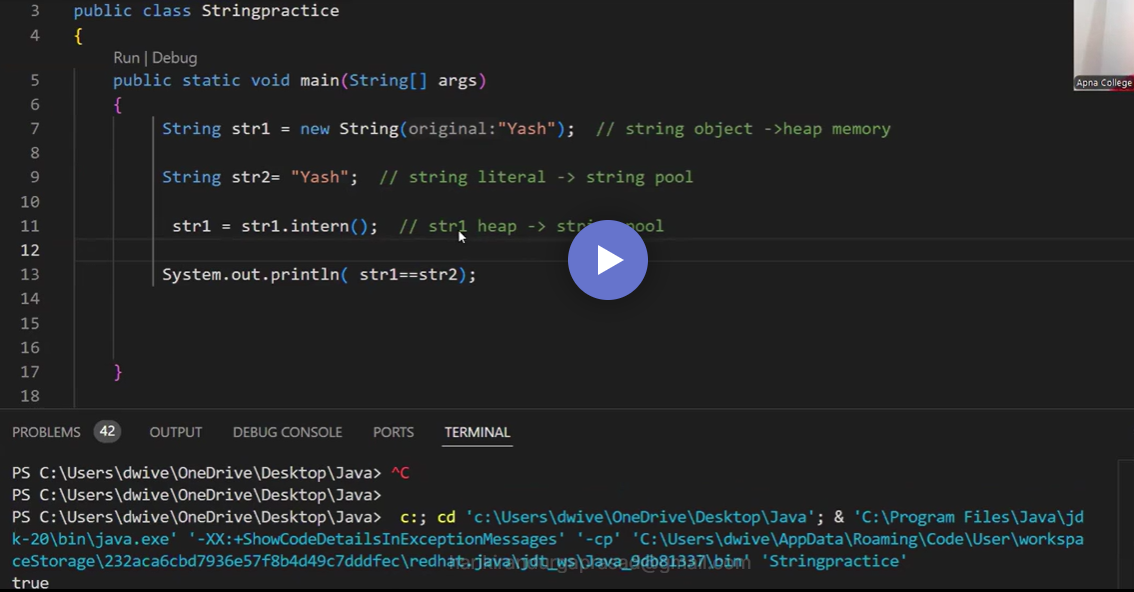 3 public class Stringpractice
4 {
Run | Debug
5 public static void main(String[] args)
6 {
7 String str1 = new String(original:"Yash"); // string object ->heap memory
8
9 String str2= "Yash"; // string literal -> string pool
10
11 str1 = str1.intern(); // str1 heap -> pool
12
13 System.out.println( str1==str2);
14
15
16
17 }
18
Apna College
PROBLEMS 42 OUTPUT DEBUG CONSOLE PORTS TERMINAL
PS C:\Users\dwive\OneDrive\Desktop\Java> ^C
PS C:\Users\dwive\OneDrive\Desktop\Java>
PS C:\Users\dwive\OneDrive\Desktop\Java> c:; cd 'c:\Users\dwive\OneDrive\Desktop\Java'; & 'C:\Program Files\Java\jd
k-20\bin\java.exe' '-XX:+ShowCodeDetailsInExceptionMessages' '-cp' 'C:\Users\dwive\AppData\Roaming\Code\User\workspa
ceStorage\232aca6cbd7936e57f8b4d49c7dddfec\redhat.java\jdt_ws\Java_9db81337\bin' 'Stringpractice'
true